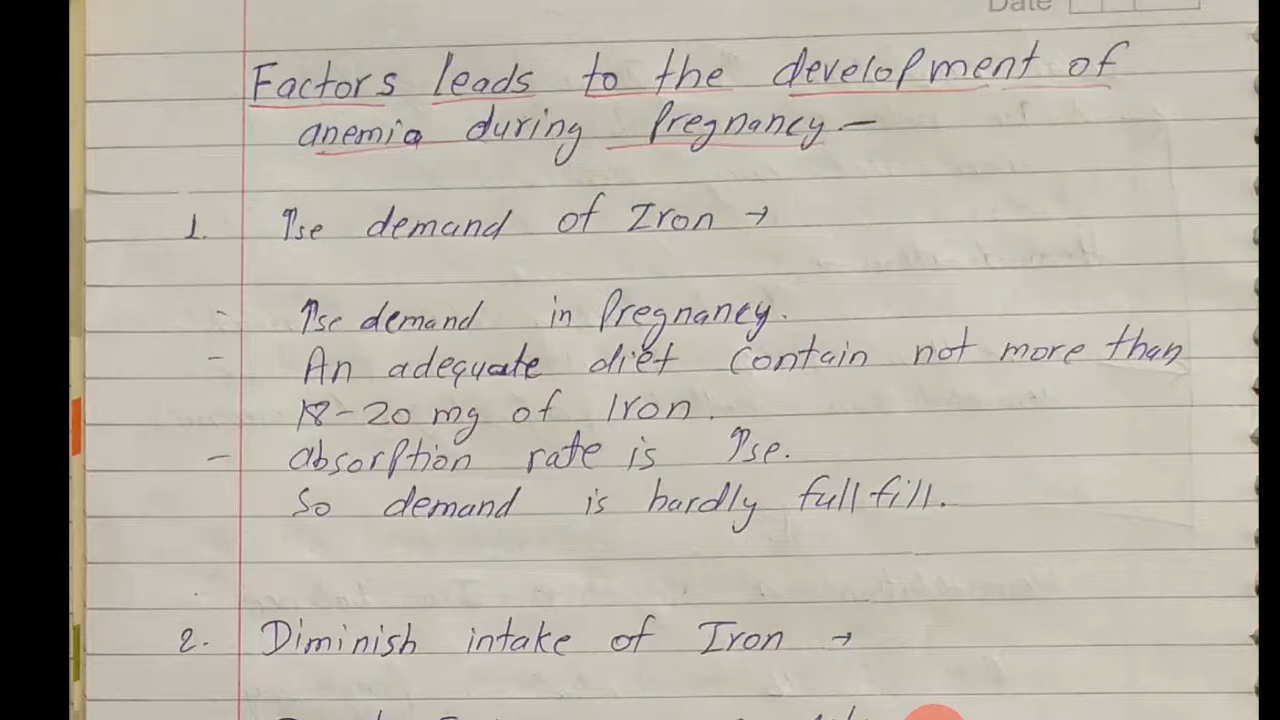 Date
Factors leads to the development of
anemia during Pregnancy -
1. ↑se demand of Iron →
- ↑se demand in Pregnancy.
- An adequate diet contain not more than
18-20 mg of Iron.
- absorption rate is ↑se.
So demand is hardly full fill.
2. Diminish intake of Iron →